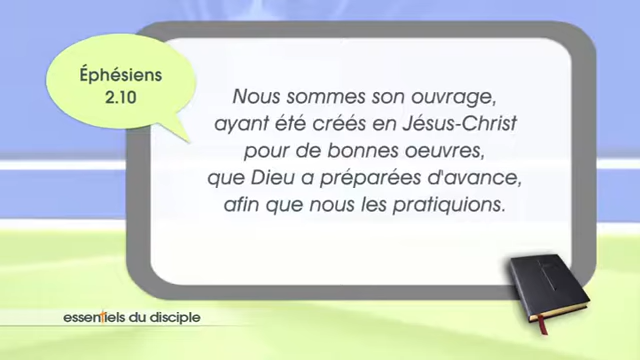 Éphésiens
2.10
Nous sommes son ouvrage,
ayant été créés en Jésus-Christ
pour de bonnes oeuvres,
que Dieu a préparées d'avance,
afin que nous les pratiquions.
essentiels du disciple